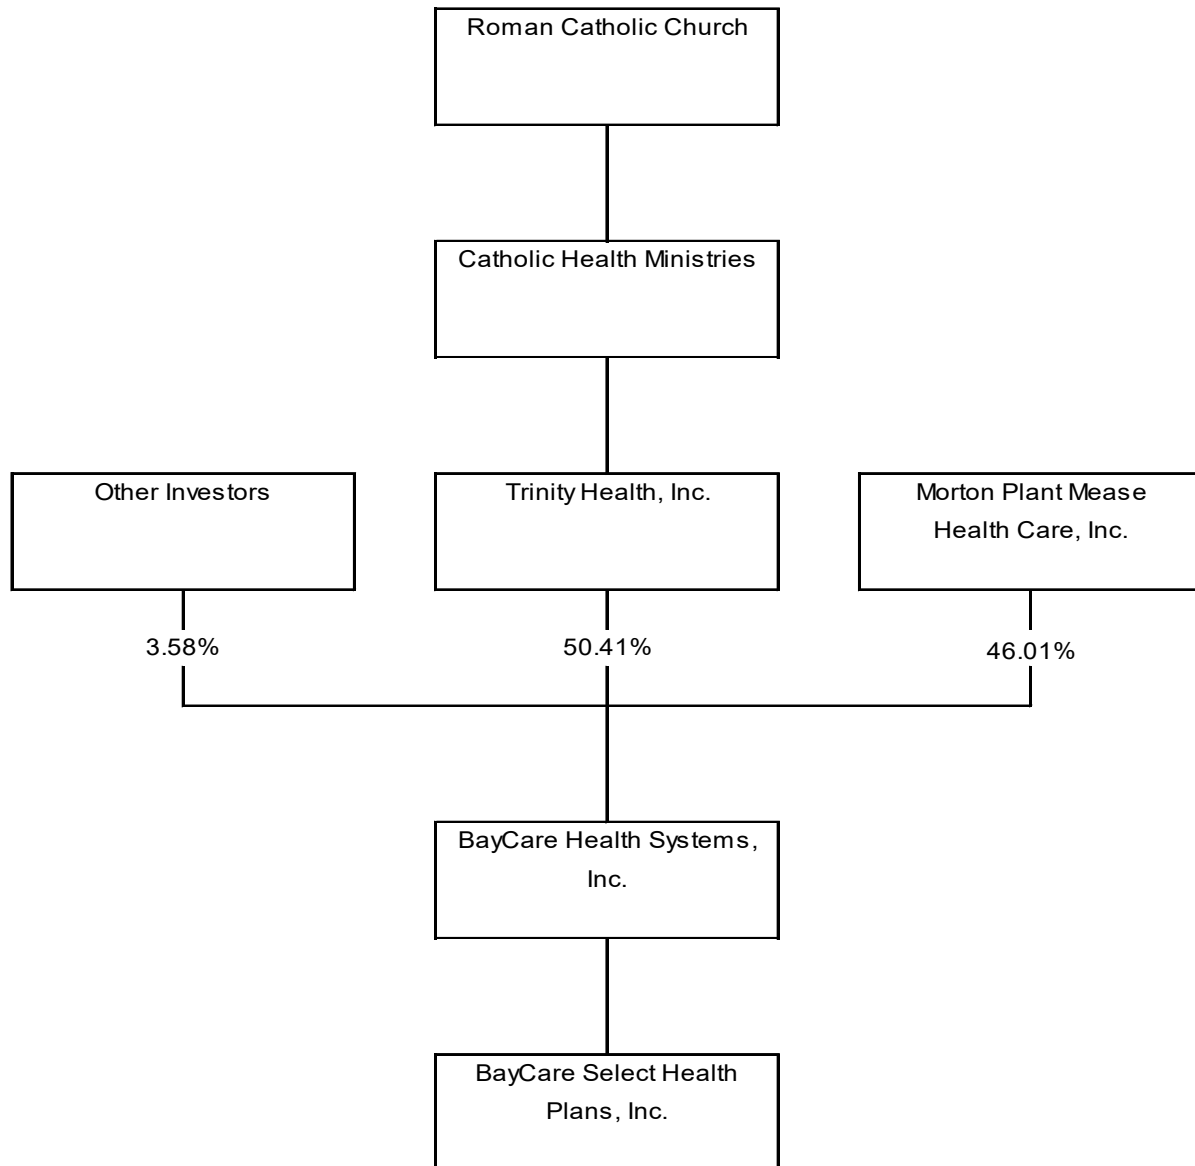 Roman Catholic Church
Catholic Health Ministries
Other Investors
Trinity Health, Inc.
Morton Plant Mease
Health Care, Inc.
3.58%
50.41%
46.01%
BayCare Health Systems,
Inc.
BayCare Select Health
Plans, Inc.